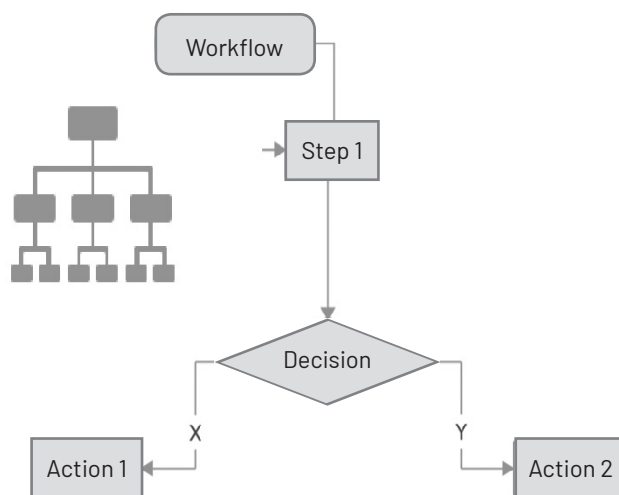 Workflow
Step 1
Decision
X
Y
Action 1
Action 2